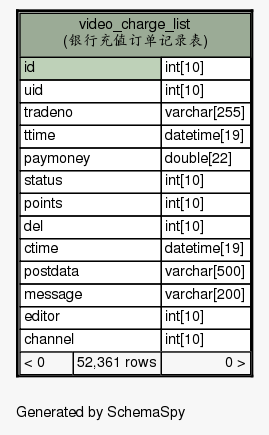 video_charge_list
(银行充值订单记录表)
id int[10]
uid int[10]
tradeno varchar[255]
ttime datetime[19]
paymoney double[22]
status int[10]
points int[10]
del int[10]
ctime datetime[19]
postdata varchar[500]
message varchar[200]
editor int[10]
channel int[10]
< 0 52,361 rows 0 >
Generated by SchemaSpy